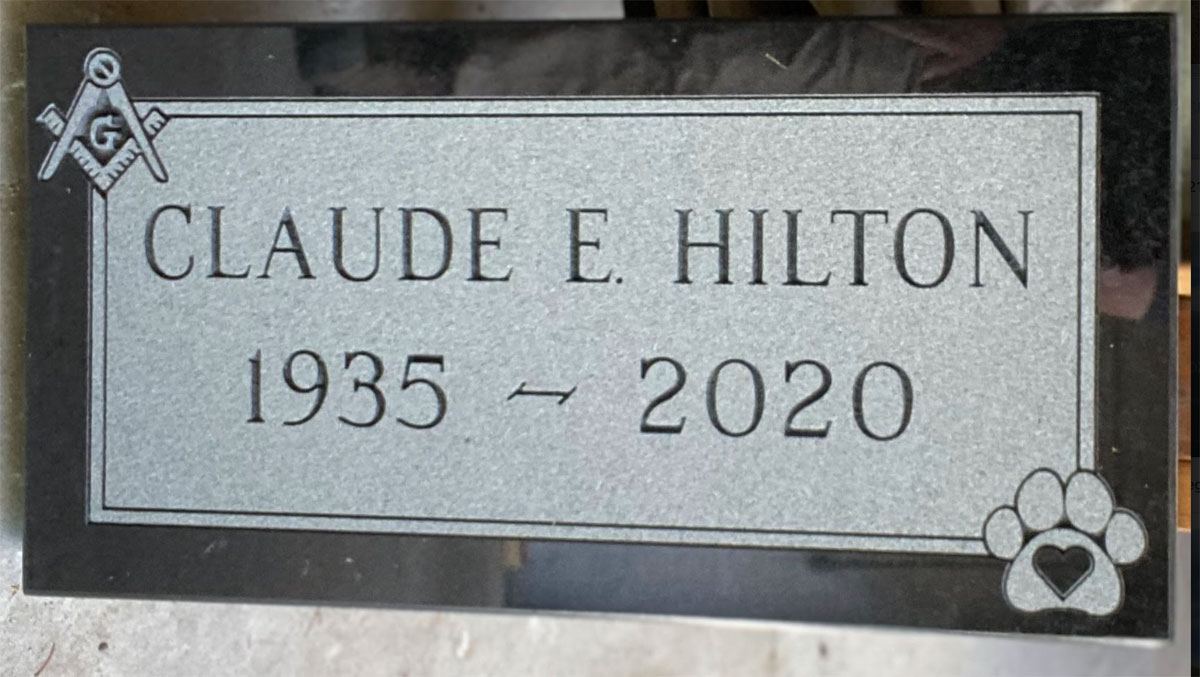 G
CLAUDE E. HILTON
1935 ~ 2020